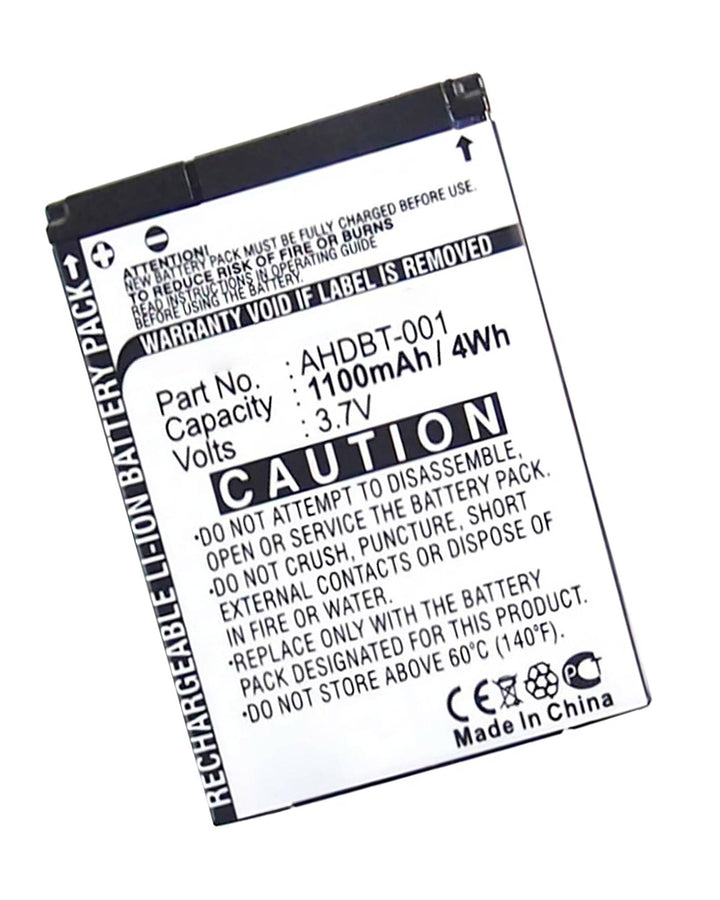 ATTENTION!
NEW BATTERY PACK MUST BE FULLY CHARGED BEFORE USE.
TO REDUCE RISK OF FIRE OR BURNS
READ INSTRUCTIONS IN OPERATING GUIDE
BEFORE USING THE BATTERY.
WARRANTY VOID IF LABEL IS REMOVED
Part No. : AHDBT-001
Capacity : 1100mAh/ 4Wh
Volts : 3.7V
CAUTION
•DO NOT ATTEMPT TO DISASSEMBLE,
OPEN OR SERVICE THE BATTERY PACK.
•DO NOT CRUSH, PUNCTURE, SHORT
EXTERNAL CONTACTS OR DISPOSE OF
IN FIRE OR WATER.
•REPLACE ONLY WITH THE BATTERY
PACK DESIGNATED FOR THIS PRODUCT.
•DO NOT STORE ABOVE 60°C (140°F).
CE PCT
Made In China
RECHARGEABLE LI-ION BATTERY PACK